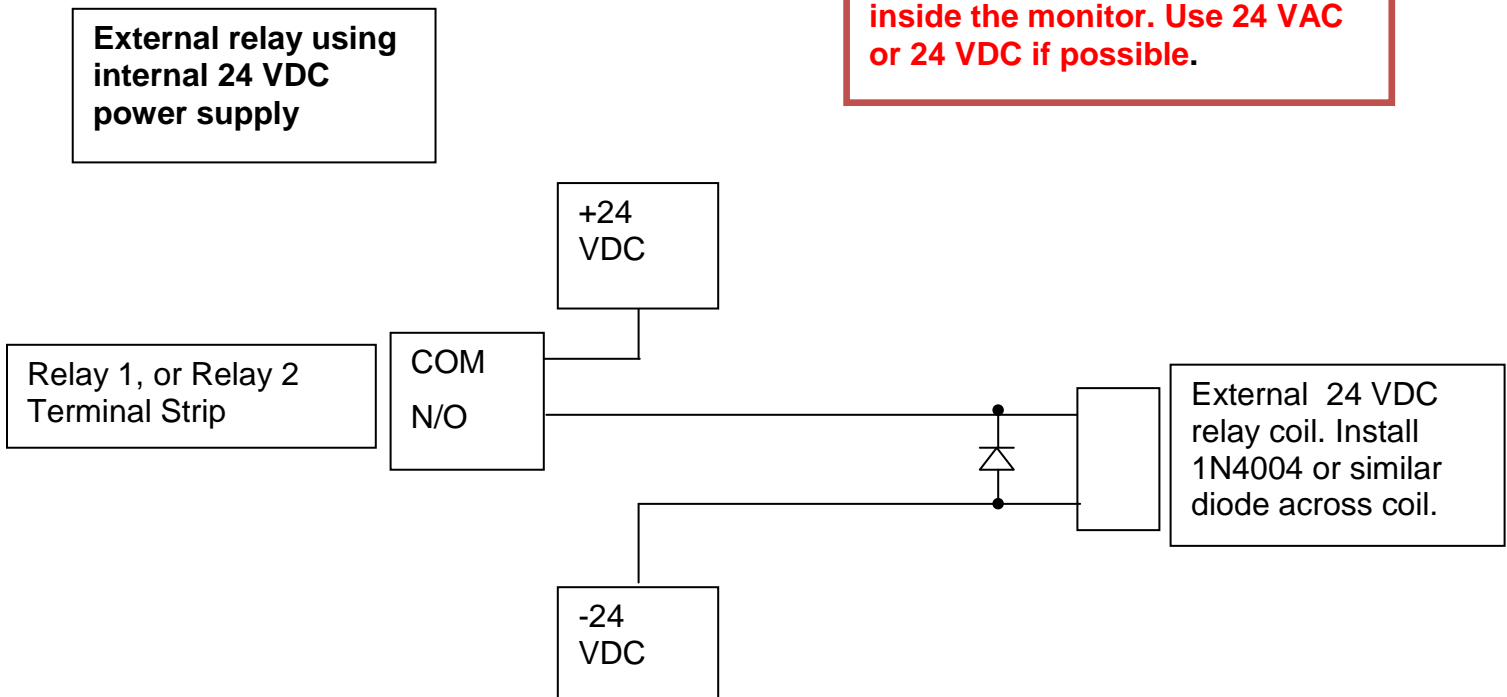 inside the monitor. Use 24 VAC
or 24 VDC if possible.
External relay using
internal 24 VDC
power supply
+24
VDC
Relay 1, or Relay 2
Terminal Strip
COM
N/O
External 24 VDC
relay coil. Install
1N4004 or similar
diode across coil.
-24
VDC